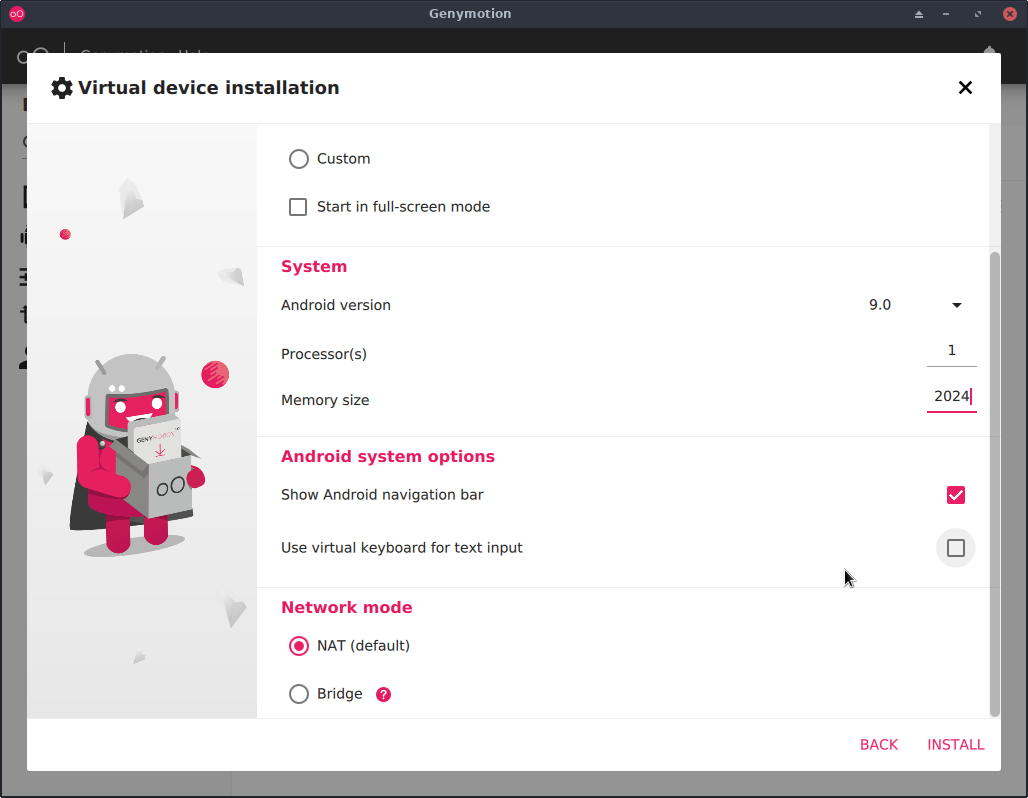 Genymotion
Virtual device installation
Custom
Start in full-screen mode
System
Android version 9.0
Processor(s) 1
Memory size 2024
Android system options
Show Android navigation bar
Use virtual keyboard for text input
Network mode
NAT (default)
Bridge ?
BACK INSTALL